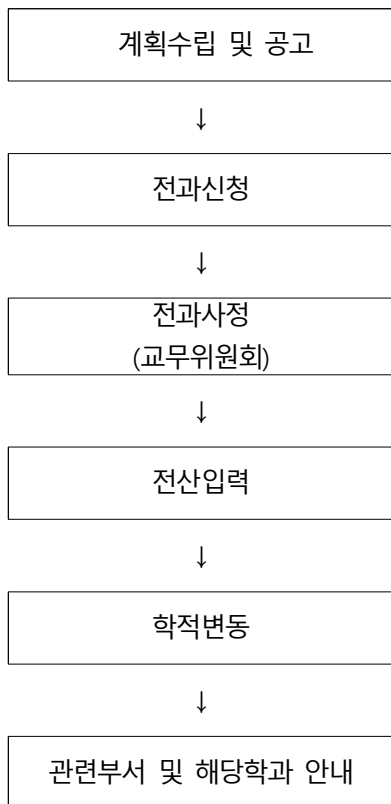 계획수립 및 공고
↓
전과신청
↓
전과사정
(교무위원회)
↓
전산입력
↓
학적변동
↓
관련부서 및 해당학과 안내